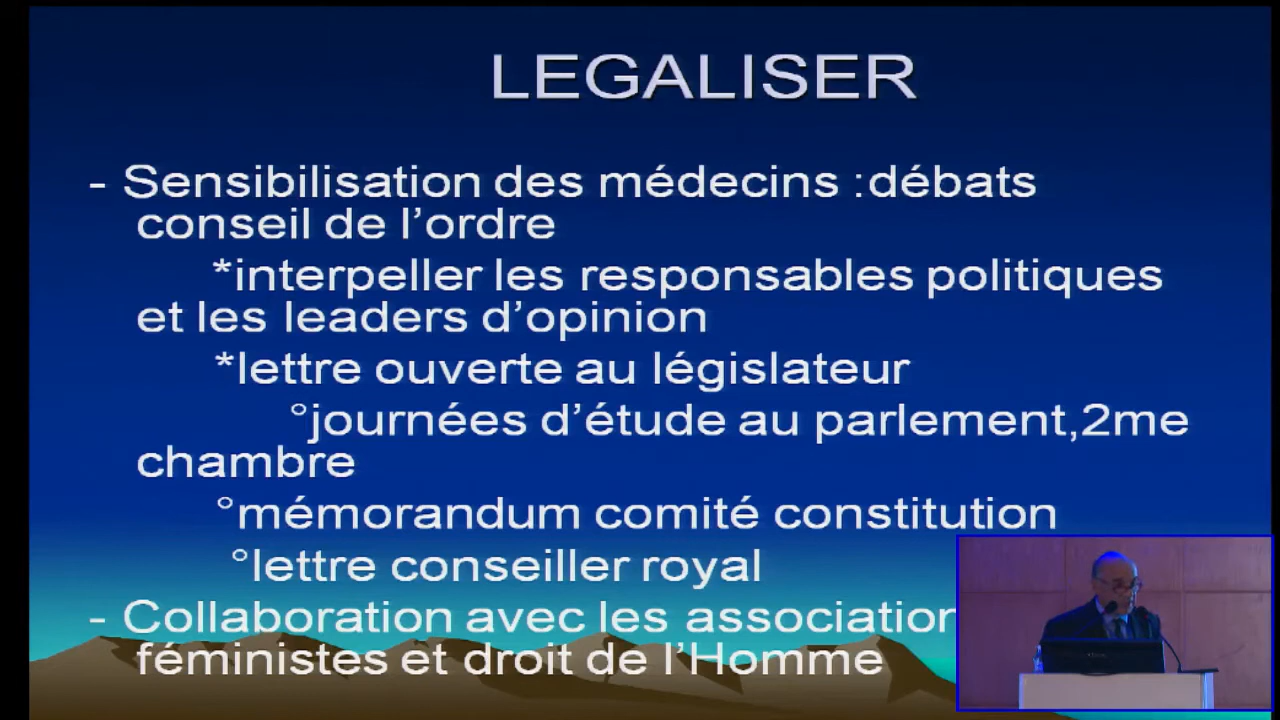 LEGALISER
- Sensibilisation des médecins :débats
conseil de l’ordre
*interpeller les responsables politiques
et les leaders d’opinion
*lettre ouverte au législateur
°journées d’étude au parlement,2me
chambre
°mémorandum comité constitution
°lettre conseiller royal
- Collaboration avec les association
féministes et droit de l’Homme